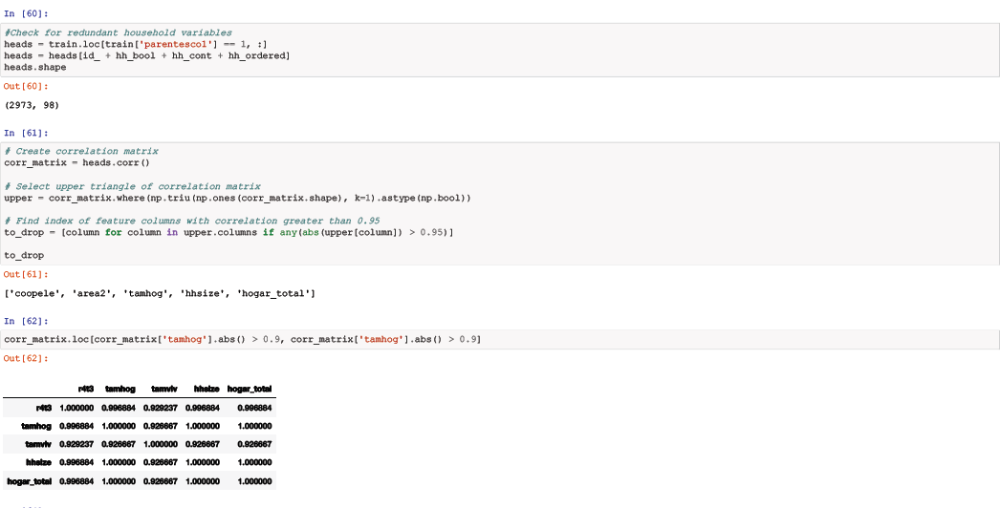 In [60]:
#Check for redundant household variables
heads = train.loc[train['parentesco1'] == 1, :]
heads = heads[id_ + hh_bool + hh_cont + hh_ordered]
heads.shape
Out[60]:
(2973, 98)
In [61]:
# Create correlation matrix
corr_matrix = heads.corr()
# Select upper triangle of correlation matrix
upper = corr_matrix.where(np.triu(np.ones(corr_matrix.shape), k=1).astype(np.bool))
# Find index of feature columns with correlation greater than 0.95
to_drop = [column for column in upper.columns if any(abs(upper[column]) > 0.95)]
to_drop
Out[61]:
['coopele', 'area2', 'tamhog', 'hhsize', 'hogar_total']
In [62]:
corr_matrix.loc[corr_matrix['tamhog'].abs() > 0.9, corr_matrix['tamhog'].abs() > 0.9]
Out[62]:
r4t3 tamhog tamviv hhsize hogar_total
r4t3 1.000000 0.996884 0.929237 0.996884 0.996884
tamhog 0.996884 1.000000 0.926667 1.000000 1.000000
tamviv 0.929237 0.926667 1.000000 0.926667 0.926667
hhsize 0.996884 1.000000 0.926667 1.000000 1.000000
hogar_total 0.996884 1.000000 0.926667 1.000000 1.000000